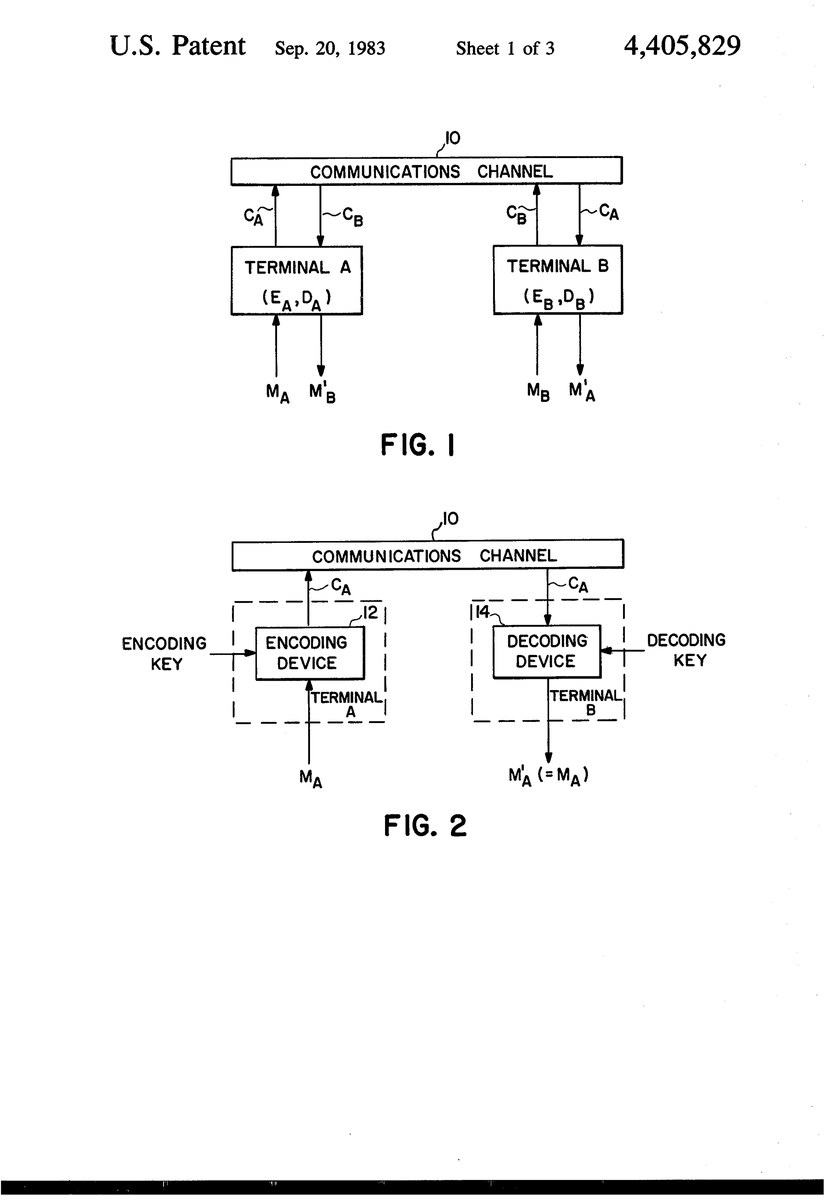 U.S. Patent Sep. 20, 1983 Sheet 1 of 3 4,405,829
10
COMMUNICATIONS CHANNEL
CA CB CB CA
TERMINAL A TERMINAL B
(EA,DA) (EB,DB)
MA M'B MB M'A
FIG. 1
10
COMMUNICATIONS CHANNEL
CA CA
12 14
ENCODING KEY
ENCODING DEVICE
DECODING DEVICE
DECODING KEY
TERMINAL A
TERMINAL B
MA M'A (=MA)
FIG. 2